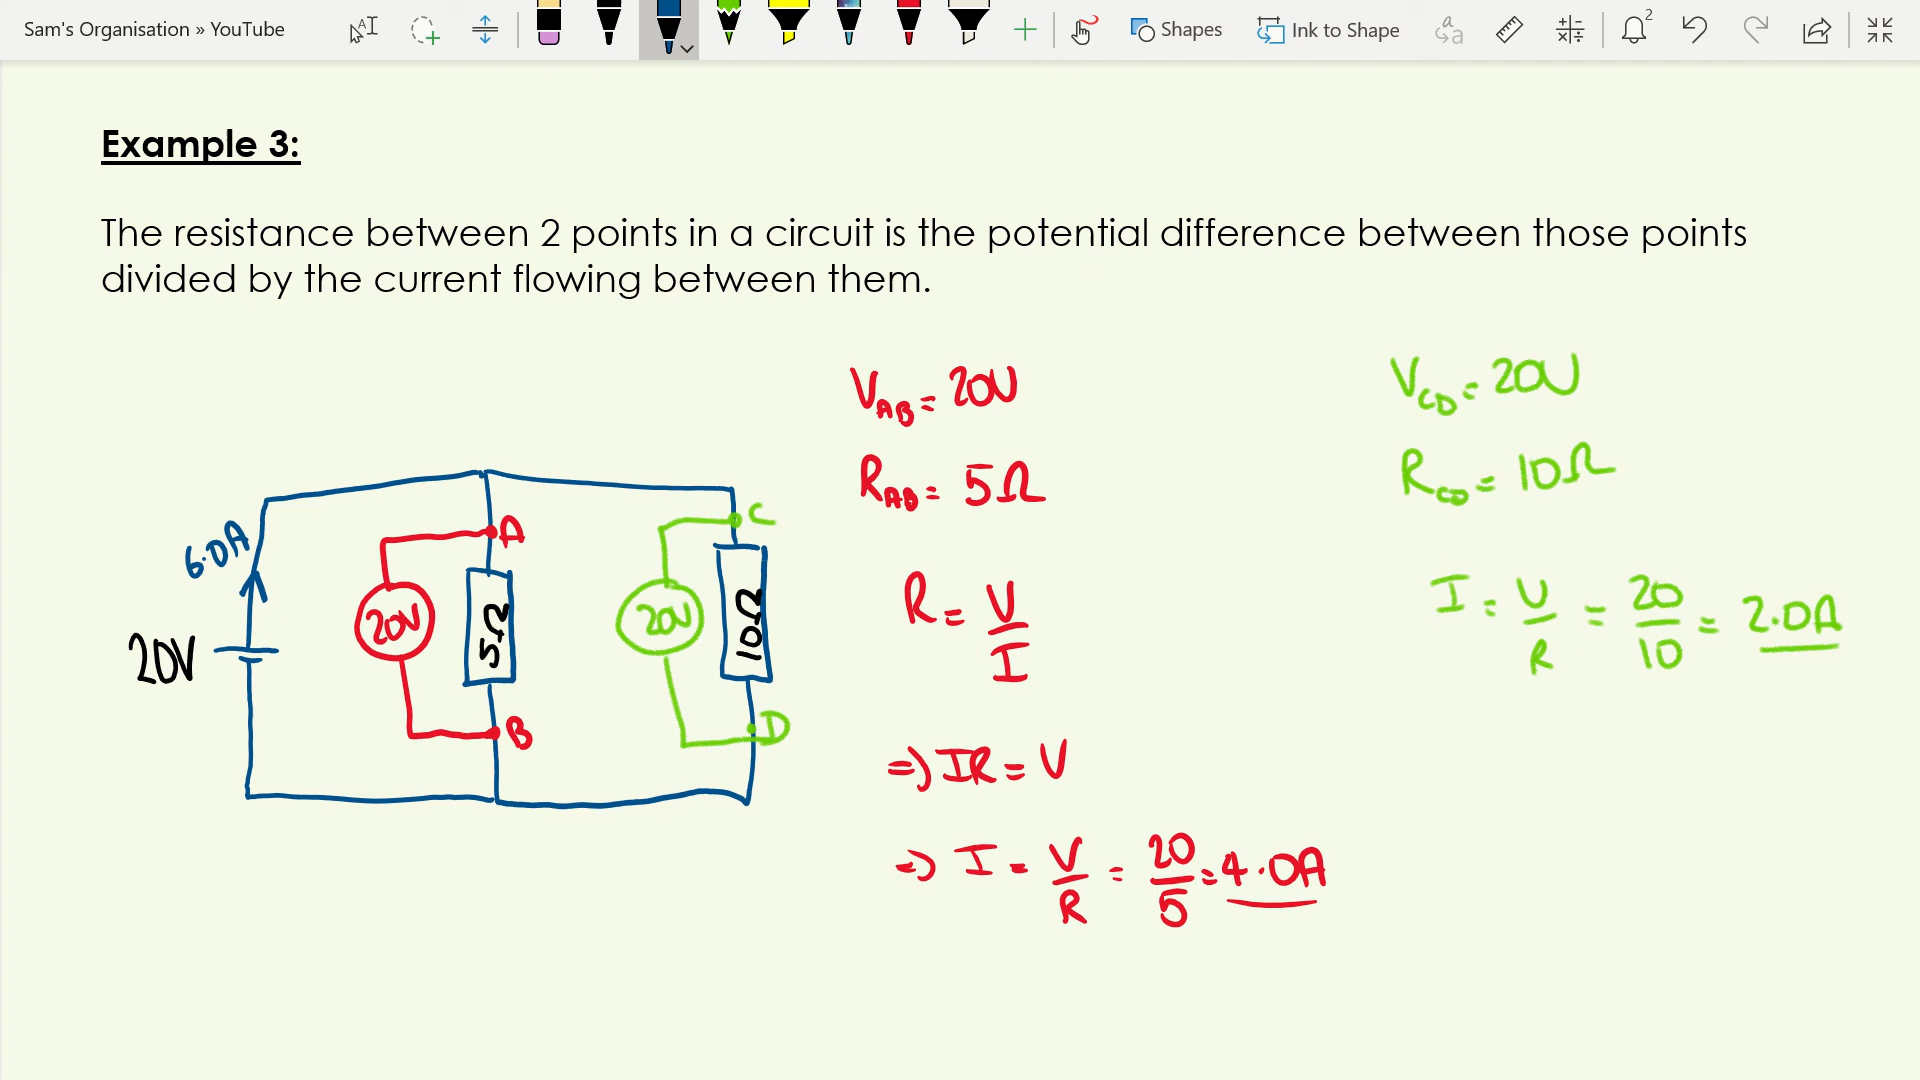 Sam's Organisation » YouTube
Shapes
Ink to Shape
2
Example 3:
The resistance between 2 points in a circuit is the potential difference between those points
divided by the current flowing between them.
V_AB = 20V
R_AB = 5Ω
R = V/I
⇒ IR = V
⇒ I = V/R = 20/5 = 4.0A
V_CD = 20V
R_CD = 10Ω
I = V/R = 20/10 = 2.0A
6.0A
20V
A
20V
5Ω
B
C
20V
10Ω
D